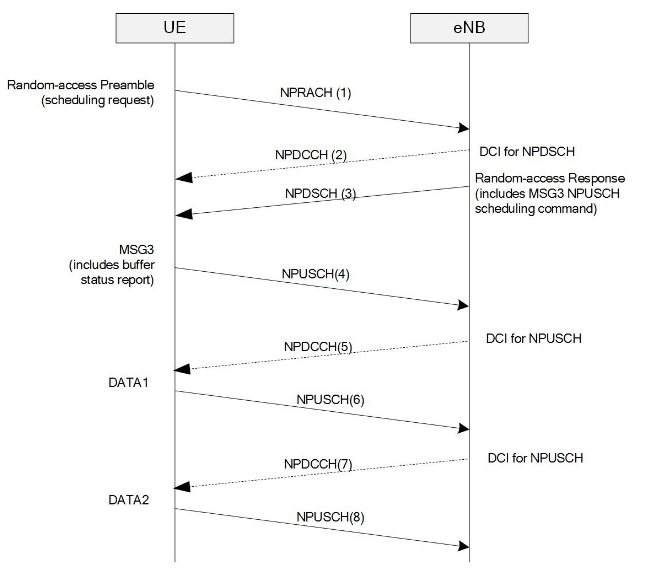 UE
eNB
Random-access Preamble
(scheduling request)
NPRACH (1)
NPDCCH (2)
DCI for NPDSCH
NPDSCH (3)
Random-access Response
(includes MSG3 NPUSCH
scheduling command)
MSG3
(includes buffer
status report)
NPUSCH(4)
NPDCCH(5)
DCI for NPUSCH
DATA1
NPUSCH(6)
NPDCCH(7)
DCI for NPUSCH
DATA2
NPUSCH(8)